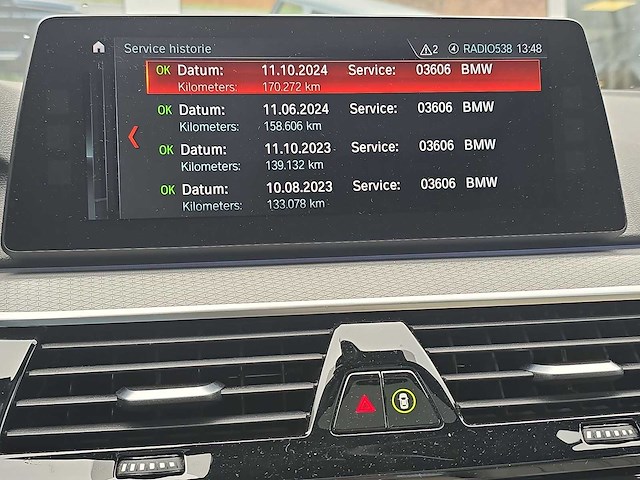 Service historie 2 4 RADIO538 13:48
OK Datum: 11.10.2024 Service: 03606 BMW
Kilometers: 170.272 km
OK Datum: 11.06.2024 Service: 03606 BMW
Kilometers: 158.606 km
OK Datum: 11.10.2023 Service: 03606 BMW
Kilometers: 139.132 km
OK Datum: 10.08.2023 Service: 03606 BMW
Kilometers: 133.078 km